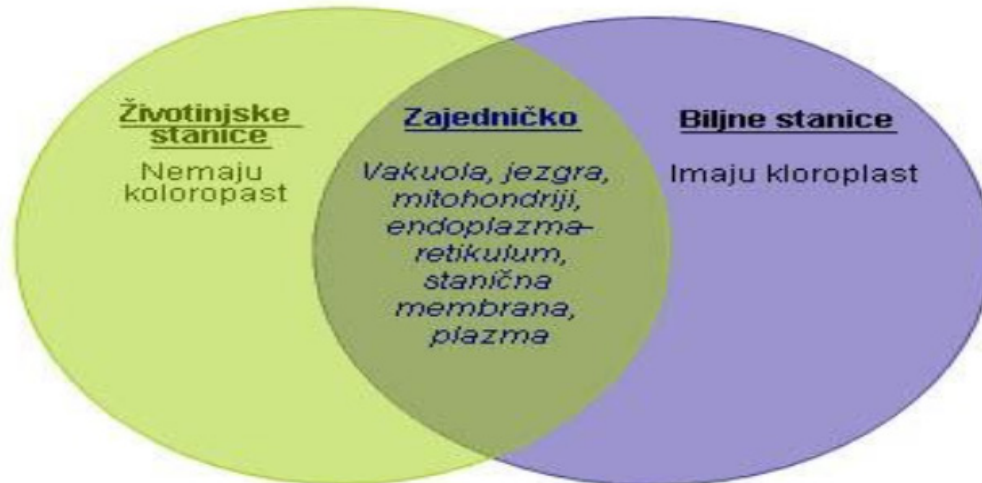 Životinjske
stanice
Nemaju
koloropast
Zajedničko
Vakuola, jezgra,
mitohondriji,
endoplazma-
retikulum,
stanična
membrana,
plazma
Biljne stanice
Imaju kloroplast